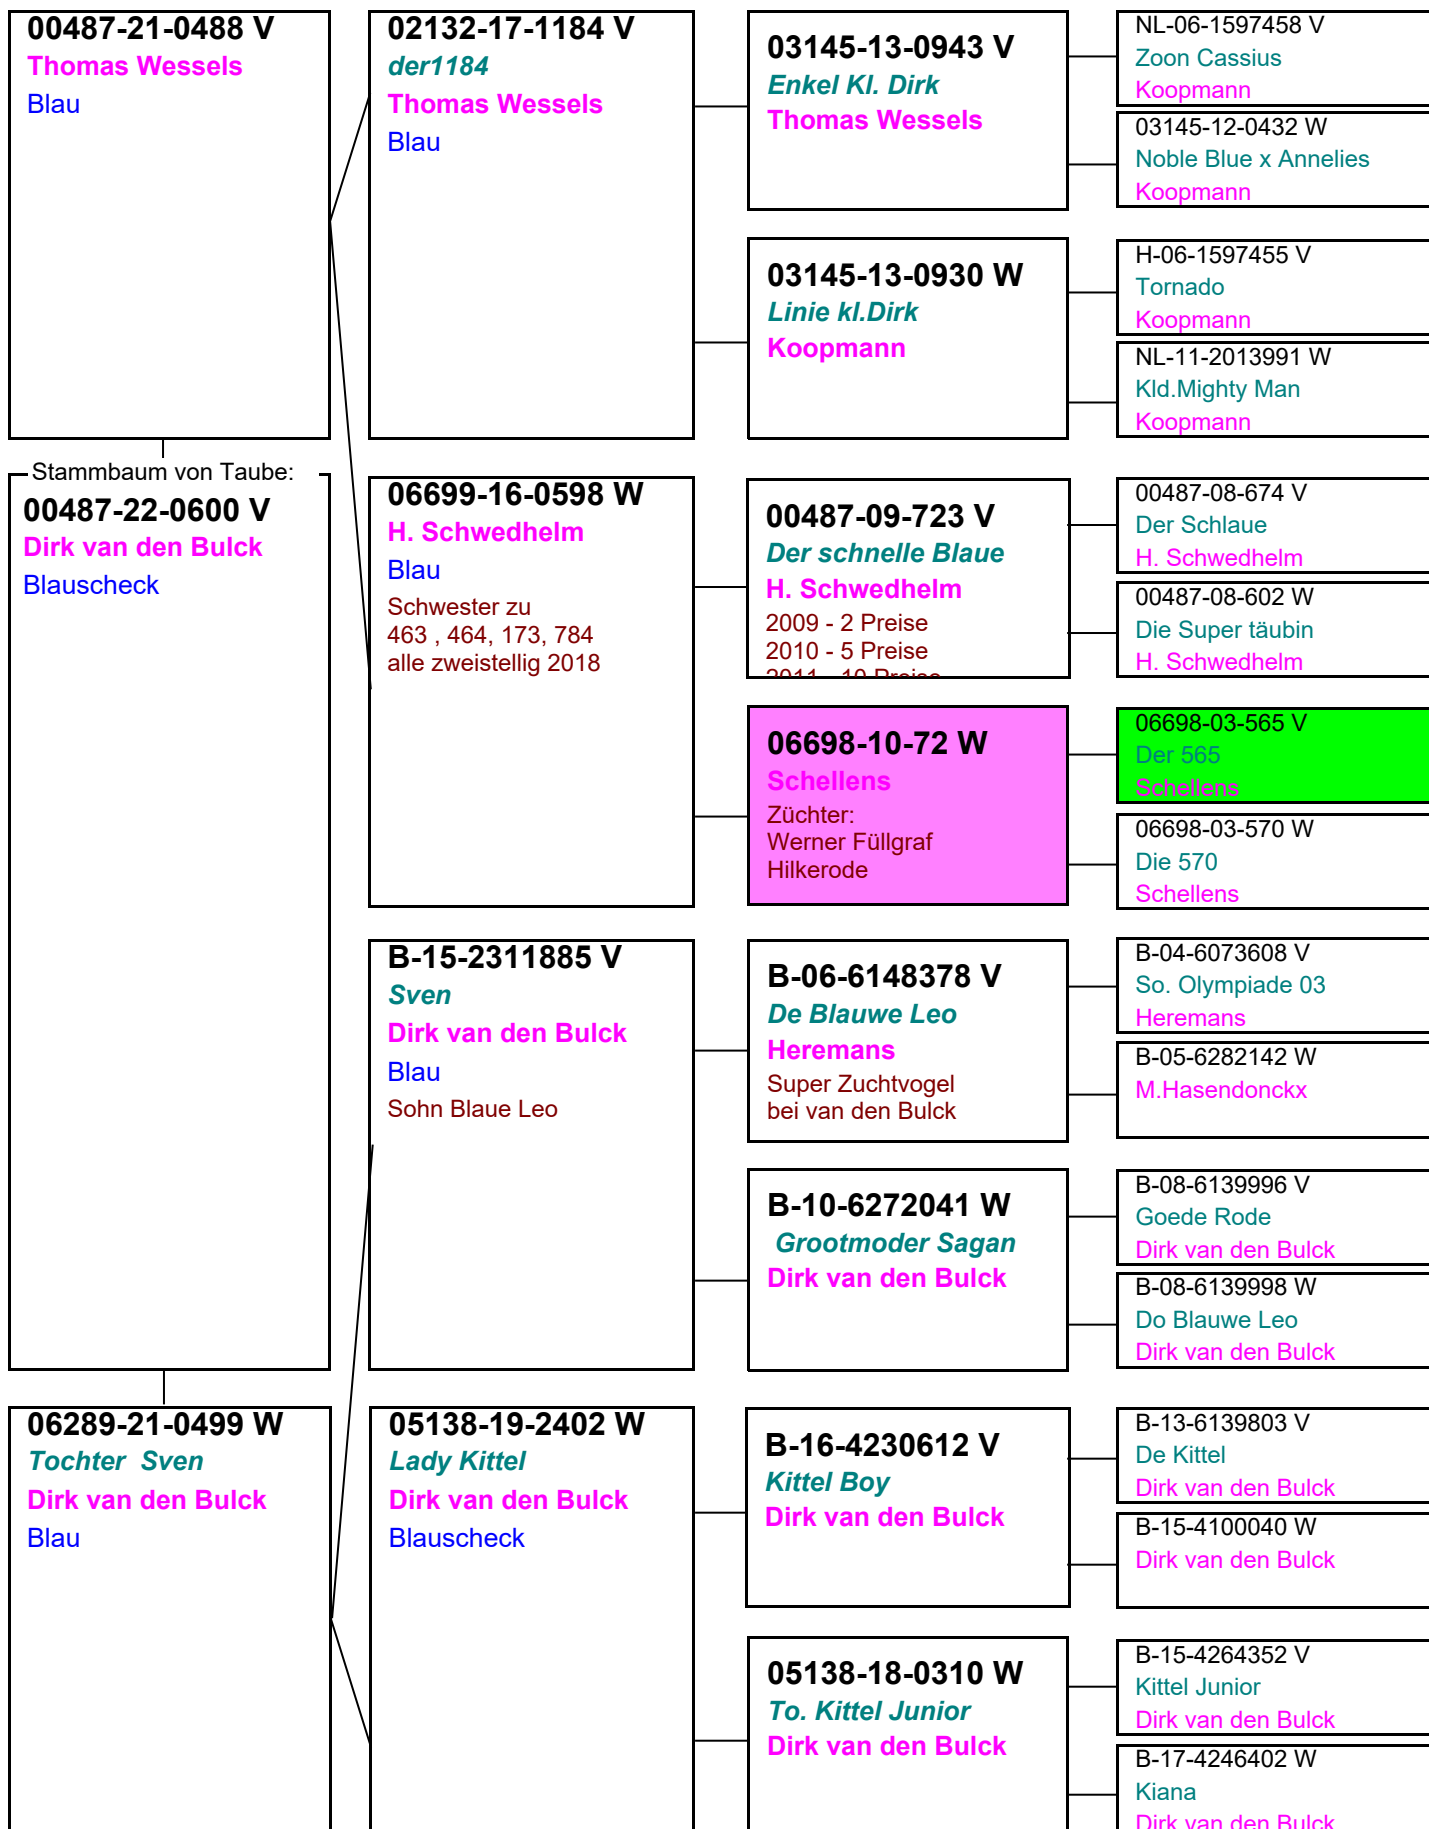 00487-21-0488 V
Thomas Wessels
Blau
Stammbaum von Taube:
00487-22-0600 V
Dirk van den Bulck
Blauscheck
06289-21-0499 W
Tochter Sven
Dirk van den Bulck
Blau
02132-17-1184 V
der1184
Thomas Wessels
Blau
06699-16-0598 W
H. Schwedhelm
Blau
Schwester zu
463 , 464, 173, 784
alle zweistellig 2018
B-15-2311885 V
Sven
Dirk van den Bulck
Blau
Sohn Blaue Leo
05138-19-2402 W
Lady Kittel
Dirk van den Bulck
Blauscheck
03145-13-0943 V
Enkel Kl. Dirk
Thomas Wessels
03145-13-0930 W
Linie kl.Dirk
Koopmann
00487-09-723 V
Der schnelle Blaue
H. Schwedhelm
2009 - 2 Preise
2010 - 5 Preise
2011 - 10 Preise
06698-10-72 W
Schellens
Züchter:
Werner Füllgraf
Hilkerode
B-06-6148378 V
De Blauwe Leo
Heremans
Super Zuchtvogel
bei van den Bulck
B-10-6272041 W
Grootmoder Sagan
Dirk van den Bulck
B-16-4230612 V
Kittel Boy
Dirk van den Bulck
05138-18-0310 W
To. Kittel Junior
Dirk van den Bulck
NL-06-1597458 V
Zoon Cassius
Koopmann
03145-12-0432 W
Noble Blue x Annelies
Koopmann
H-06-1597455 V
Tornado
Koopmann
NL-11-2013991 W
Kld.Mighty Man
Koopmann
00487-08-674 V
Der Schlaue
H. Schwedhelm
00487-08-602 W
Die Super täubin
H. Schwedhelm
06698-03-565 V
Der 565
Schellens
06698-03-570 W
Die 570
Schellens
B-04-6073608 V
So. Olympiade 03
Heremans
B-05-6282142 W
M.Hasendonckx
B-08-6139996 V
Goede Rode
Dirk van den Bulck
B-08-6139998 W
Do Blauwe Leo
Dirk van den Bulck
B-13-6139803 V
De Kittel
Dirk van den Bulck
B-15-4100040 W
Dirk van den Bulck
B-15-4264352 V
Kittel Junior
Dirk van den Bulck
B-17-4246402 W
Kiana
Dirk van den Bulck